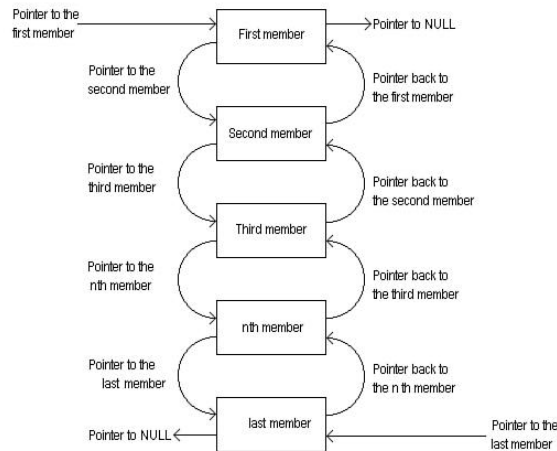 Pointer to the
first member
First member
Pointer to NULL
Pointer to the
second member
Pointer back to
the first member
Second member
Pointer to the
third member
Pointer back to
the second member
Third member
Pointer to the
nth member
Pointer back to
the third member
nth member
Pointer to the
last member
Pointer back to
the n th member
last member
Pointer to NULL
Pointer to the
last member